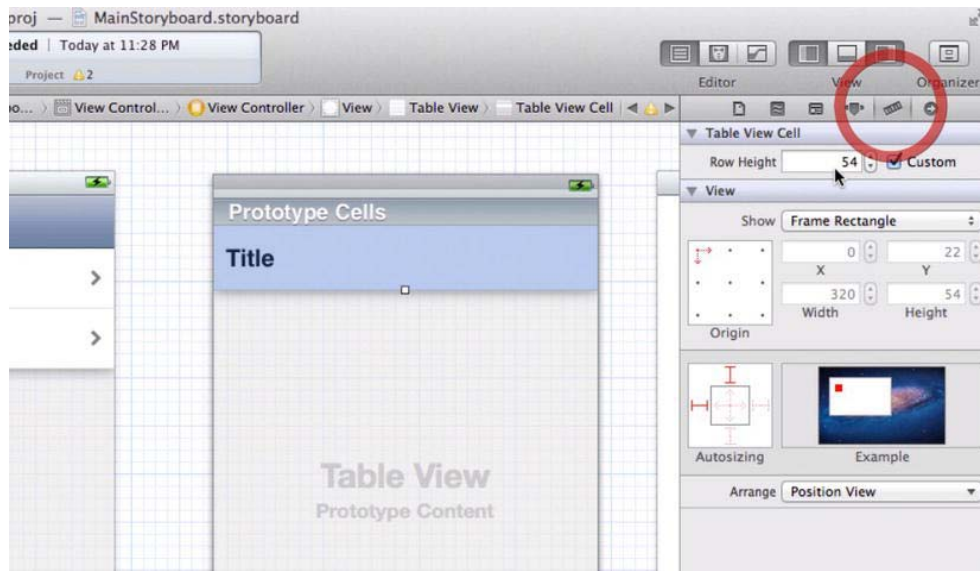 proj — MainStoryboard.storyboard
eded | Today at 11:28 PM
Project 2
Editor View Organizer
o... View Control... View Controller View Table View Table View Cell
Table View Cell
Row Height 54 Custom
View
Show Frame Rectangle
0 22
X Y
320 54
Width Height
Origin
Autosizing Example
Arrange Position View
Prototype Cells
Title
Table View
Prototype Content